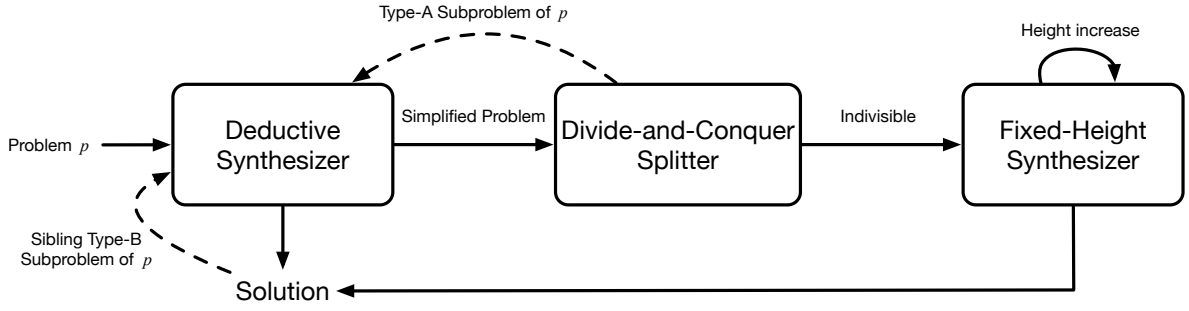 Type-A Subproblem of p
Height increase
Deductive
Synthesizer
Simplified Problem
Divide-and-Conquer
Splitter
Indivisible
Fixed-Height
Synthesizer
Problem p
Sibling Type-B
Subproblem of p
Solution